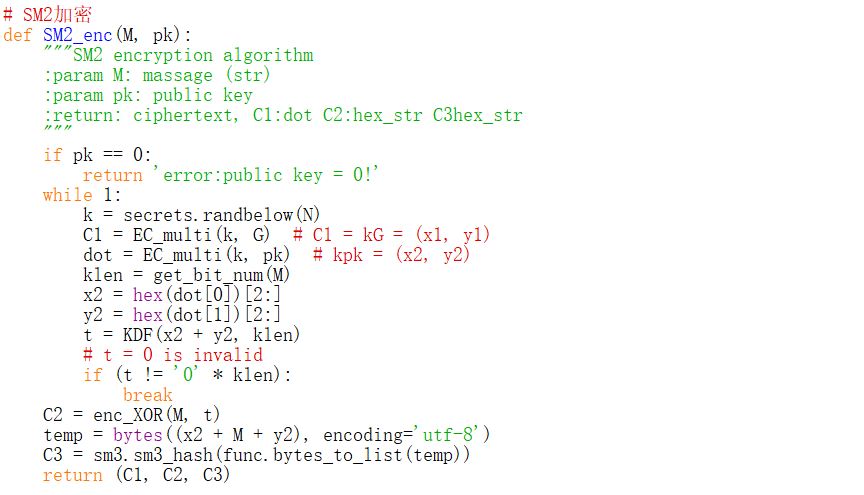 # SM2加密
def SM2_enc(M, pk):
    """SM2 encryption algorithm
    :param M: massage (str)
    :param pk: public key
    :return: ciphertext, C1:dot C2:hex_str C3hex_str
    """
    if pk == 0:
        return 'error:public key = 0!'
    while 1:
        k = secrets.randbelow(N)
        C1 = EC_multi(k, G)  # C1 = kG = (x1, y1)
        dot = EC_multi(k, pk)  # kpk = (x2, y2)
        klen = get_bit_num(M)
        x2 = hex(dot[0])[2:]
        y2 = hex(dot[1])[2:]
        t = KDF(x2 + y2, klen)
        # t = 0 is invalid
        if (t != '0' * klen):
            break
    C2 = enc_XOR(M, t)
    temp = bytes((x2 + M + y2), encoding='utf-8')
    C3 = sm3.sm3_hash(func.bytes_to_list(temp))
    return (C1, C2, C3)